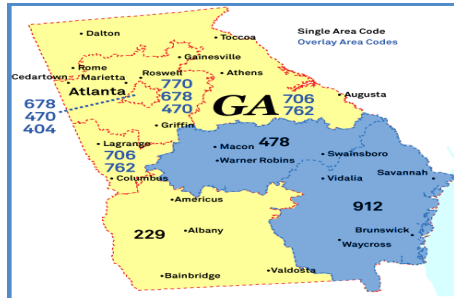 Dalton
Toccoa
Single Area Code
Overlay Area Codes
Gainesville
Rome
Cedartown
Marietta
Roswell
Athens
Atlanta
770
678
470
678
470
404
GA
706
762
Augusta
Griffin
Lagrange
706
762
Columbus
478
Macon
Warner Robins
Swainsboro
Vidalia
Savannah
Americus
912
229
Albany
Brunswick
Waycross
Bainbridge
Valdosta